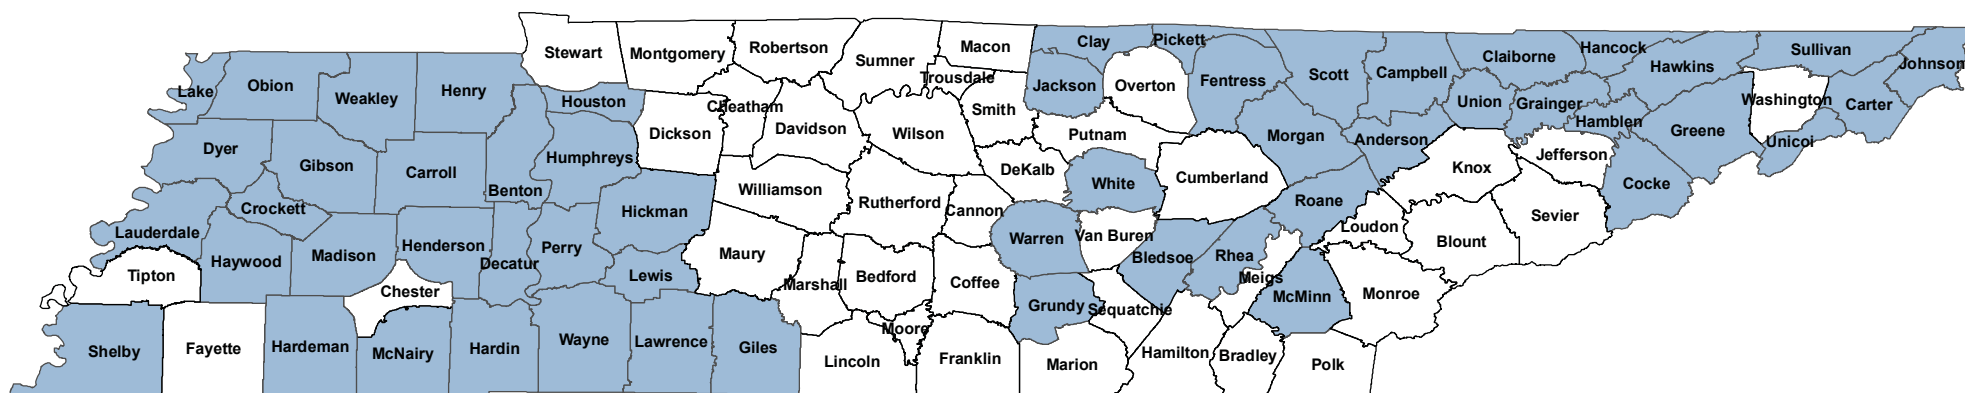 Stewart
Montgomery
Robertson
Sumner
Macon
Clay
Pickett
Trousdale
Jackson
Overton
Fentress
Scott
Campbell
Claiborne
Hancock
Hawkins
Sullivan
Johnson
Lake
Obion
Weakley
Henry
Houston
Cheatham
Smith
Union
Grainger
Hamblen
Greene
Washington
Carter
Unicoi
Dickson
Davidson
Wilson
Putnam
Morgan
Anderson
Knox
Jefferson
Cocke
Dyer
Gibson
Carroll
Benton
Humphreys
DeKalb
White
Cumberland
Williamson
Rutherford
Cannon
Roane
Loudon
Blount
Sevier
Crockett
Lauderdale
Haywood
Madison
Henderson
Decatur
Perry
Hickman
Lewis
Maury
Marshall
Bedford
Coffee
Warren
Van Buren
Bledsoe
Rhea
Meigs
McMinn
Monroe
Tipton
Chester
Moore
Grundy
Sequatchie
Shelby
Fayette
Hardeman
McNairy
Hardin
Wayne
Lawrence
Giles
Lincoln
Franklin
Marion
Hamilton
Bradley
Polk